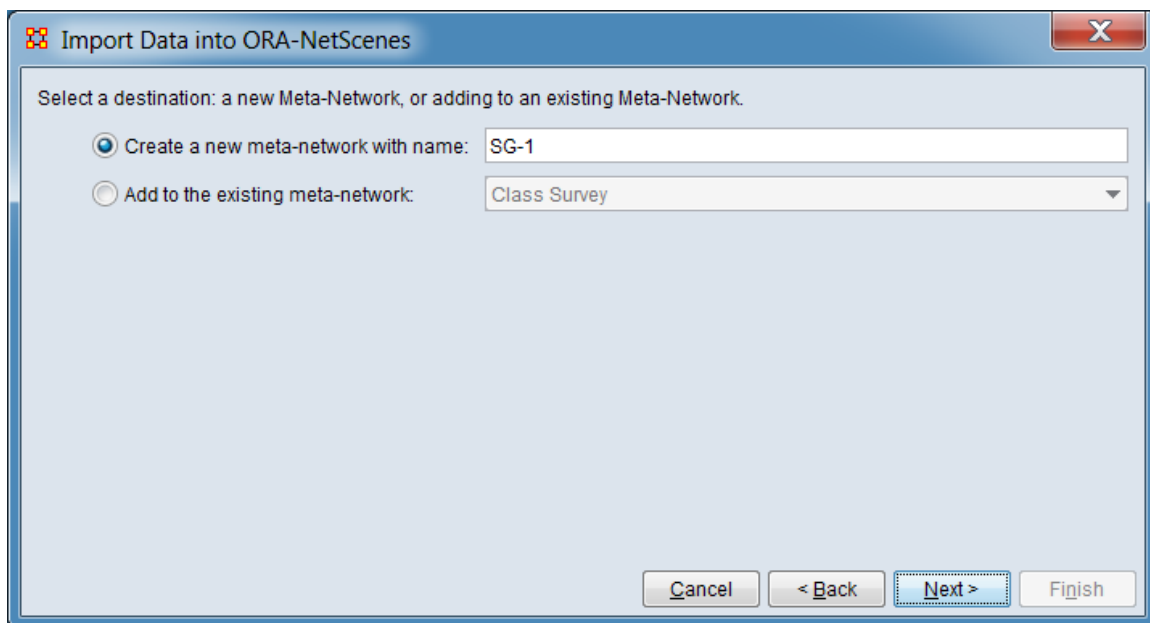 Import Data into ORA-NetScenes
X
Select a destination: a new Meta-Network, or adding to an existing Meta-Network.
Create a new meta-network with name: SG-1
Add to the existing meta-network: Class Survey
Cancel < Back Next > Finish